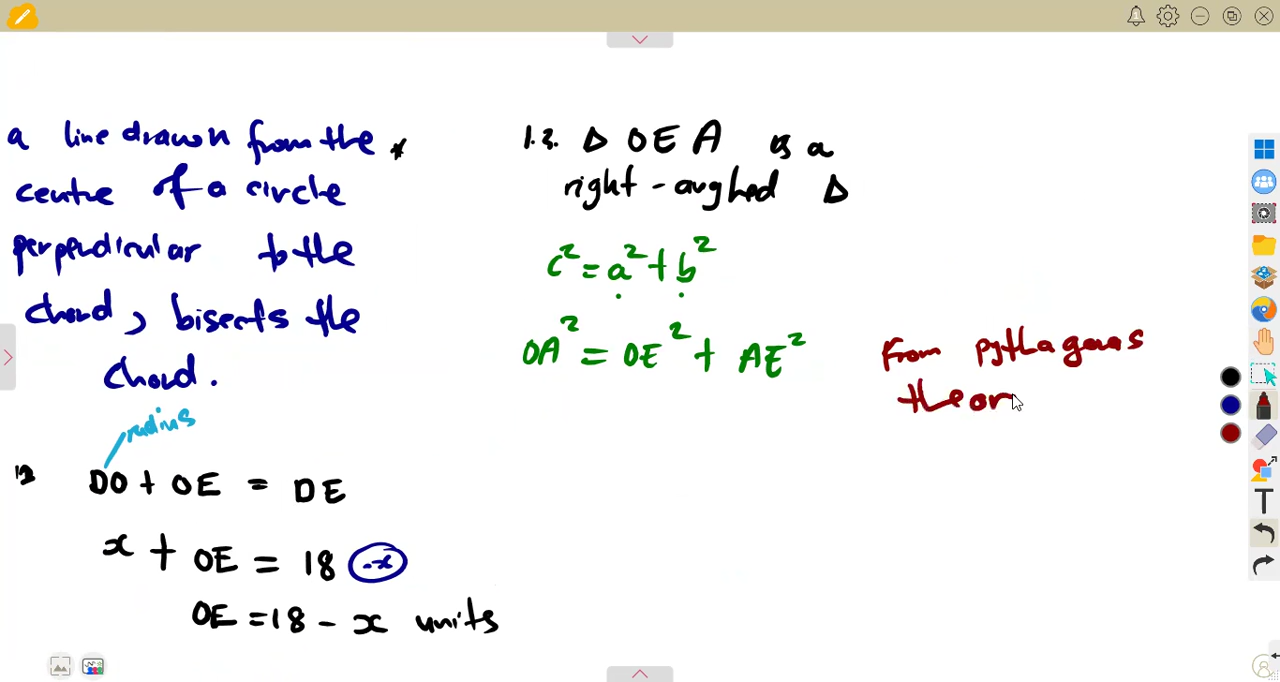 a line drawn from the
centre of a circle
perpendicular to the
chord, bisects the
chord.
radius
DO + OE = DE
x + OE = 18 -x
OE = 18 - x units
1.3. Δ OEA is a
right-anghed Δ
c² = a² + b²
OA² = OE² + AE²
from pythagoras
theor